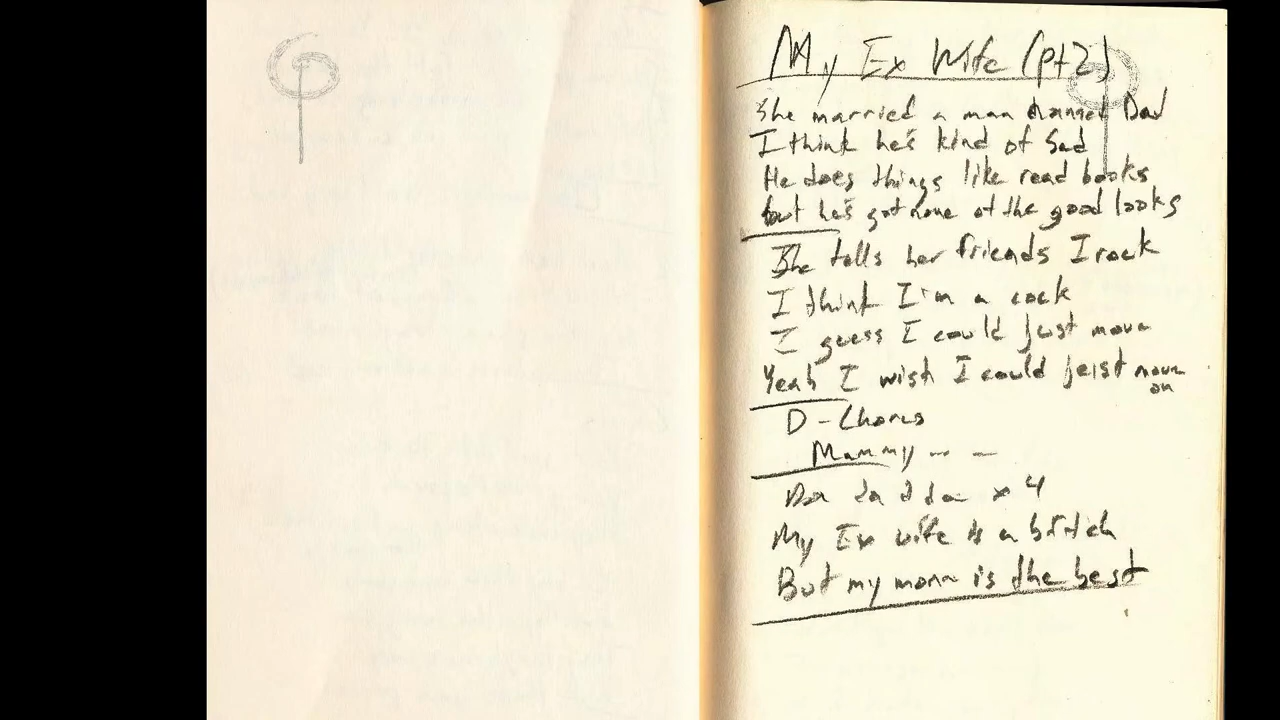 My Ex Wife (pt2)
She married a man named Dad
I think he's kind of Sad
He does things like read books
but he's got none of the good looks
She tells her friends I rock
I think I'm a cock
I guess I could just move
Yeah I wish I could just move
on
D-Chorus
Mammy -- --
Da da d da x 4
My Ex wife is a bitch
But my mom is the best